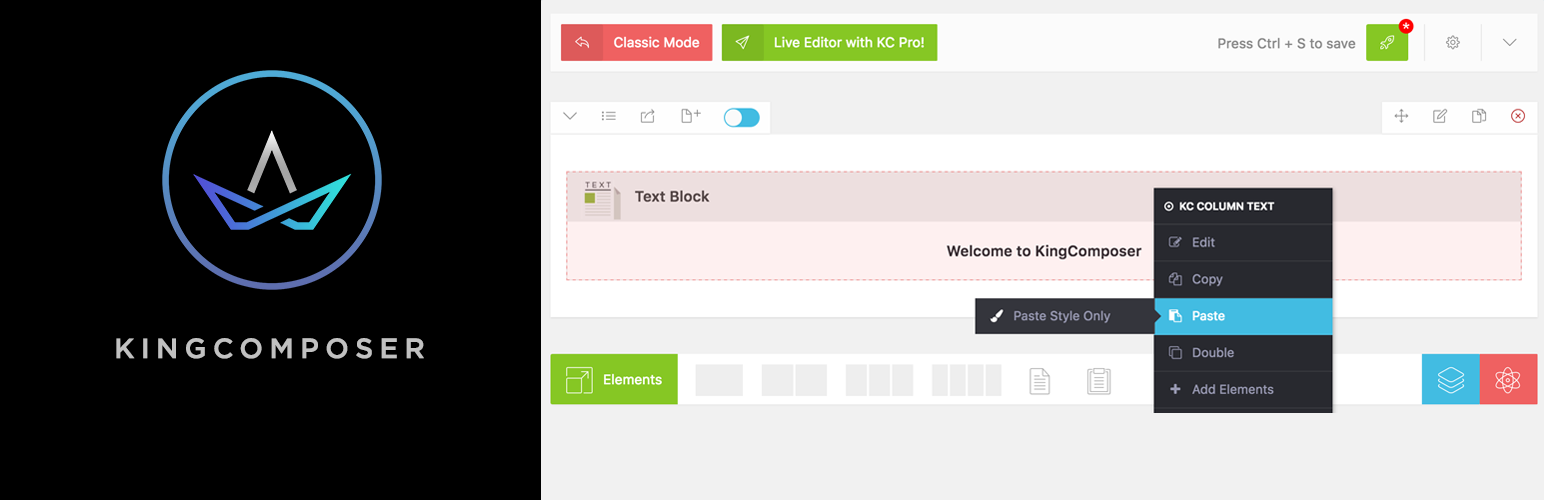 KINGCOMPOSER
Classic Mode
Live Editor with KC Pro!
Press Ctrl + S to save
*
TEXT
Text Block
Welcome to KingComposer
KC COLUMN TEXT
Edit
Copy
Paste Style Only
Paste
Double
Add Elements
Elements